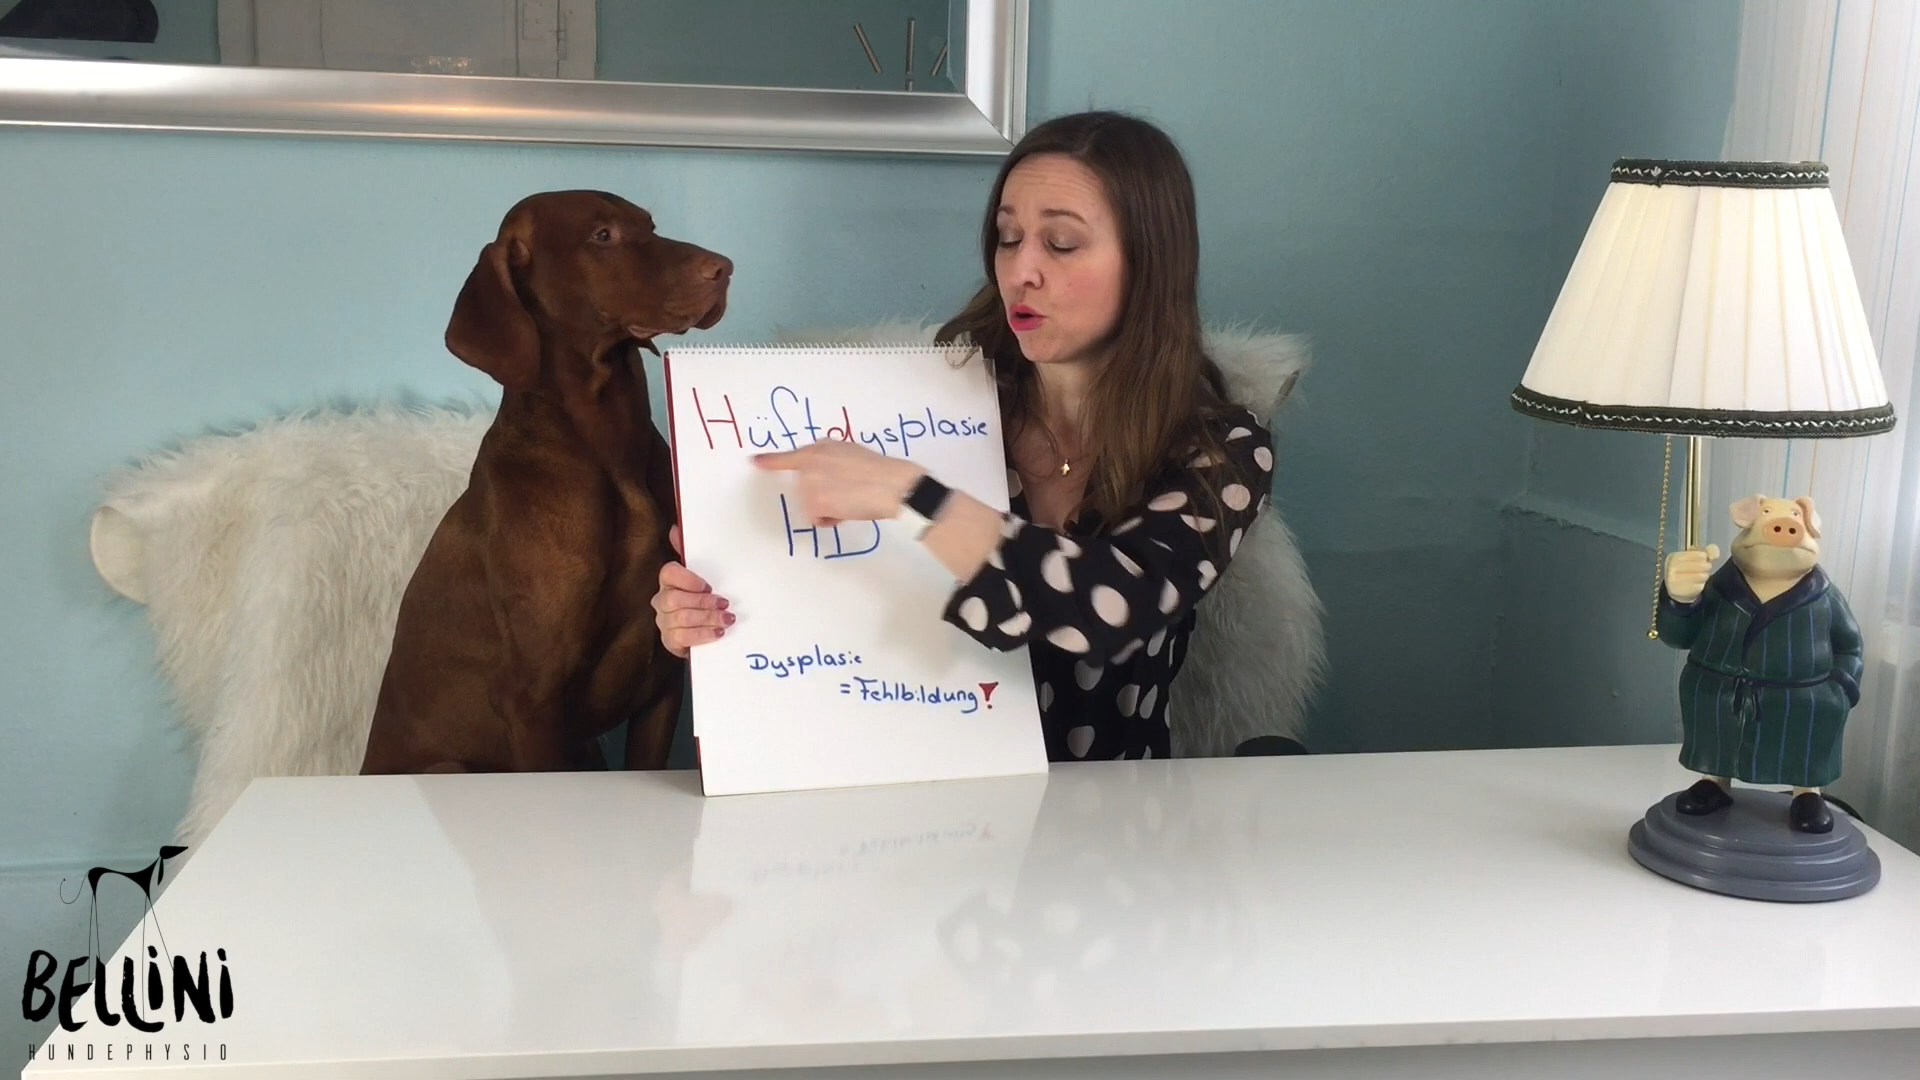 Hüftdysplasie
HD
Dysplasie
= Fehlbildung!
BELLiNi
HUNDEPHYSIO